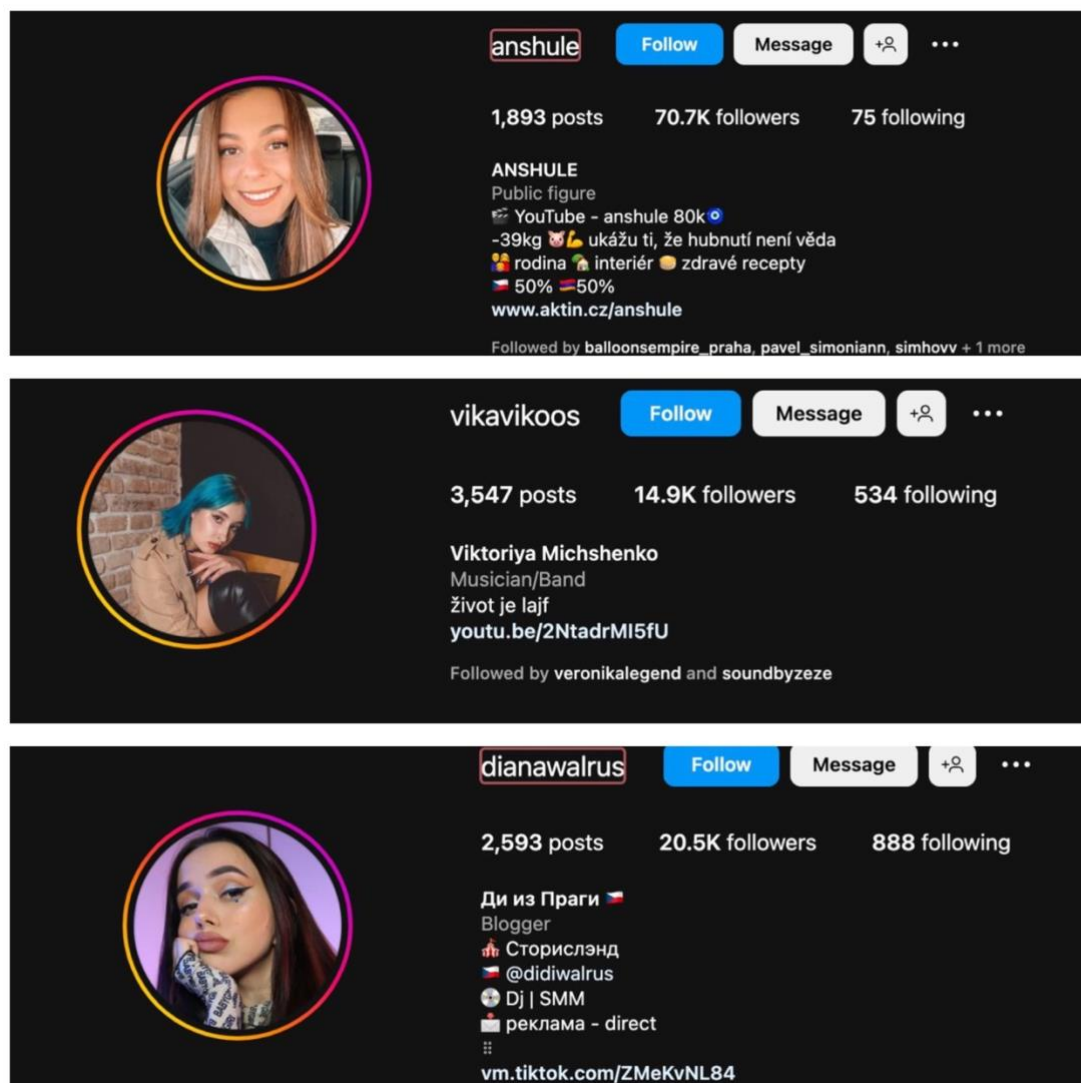 anshule Follow Message
1,893 posts 70.7K followers 75 following
ANSHULE
Public figure
🎬 YouTube - anshule 80k🧿
-39kg 🐷💪 ukážu ti, že hubnutí není věda
👨‍👩‍👧 rodina 🏡 interiér 🥞 zdravé recepty
🇨🇿 50% 🇦🇲50%
www.aktin.cz/anshule
Followed by balloonsempire_praha, pavel_simoniann, simhovv + 1 more
vikavikoos Follow Message
3,547 posts 14.9K followers 534 following
Viktoriya Michshenko
Musician/Band
život je lajf
youtu.be/2NtadrMI5fU
Followed by veronikalegend and soundbyzeze
dianawalrus Follow Message
2,593 posts 20.5K followers 888 following
Ди из Праги 🇨🇿
Blogger
🎪 Сторислэнд
🇨🇿 @didiwalrus
💿 Dj | SMM
📩 реклама - direct
⠿
vm.tiktok.com/ZMeKvNL84